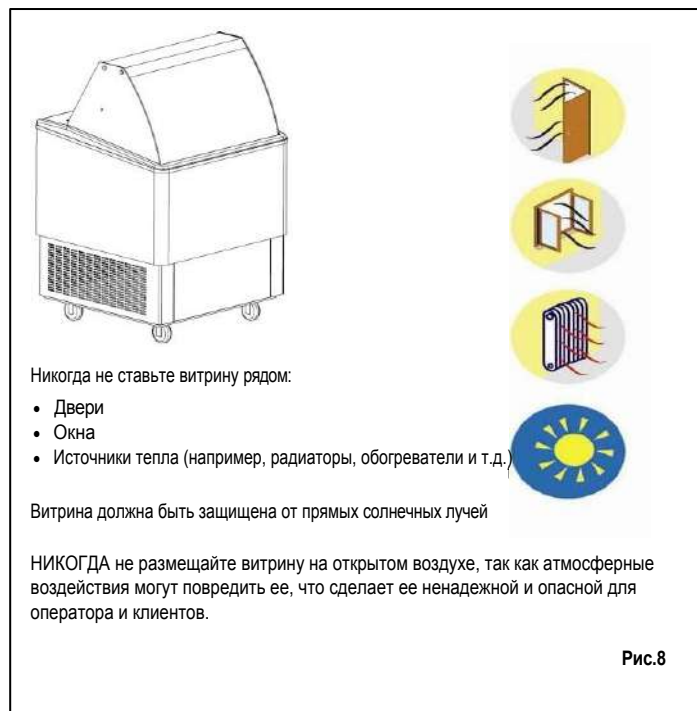 Никогда не ставьте витрину рядом:
• Двери
• Окна
• Источники тепла (например, радиаторы, обогреватели и т.д.)
Витрина должна быть защищена от прямых солнечных лучей
НИКОГДА не размещайте витрину на открытом воздухе, так как атмосферные
воздействия могут повредить ее, что сделает ее ненадежной и опасной для
оператора и клиентов.
Рис.8